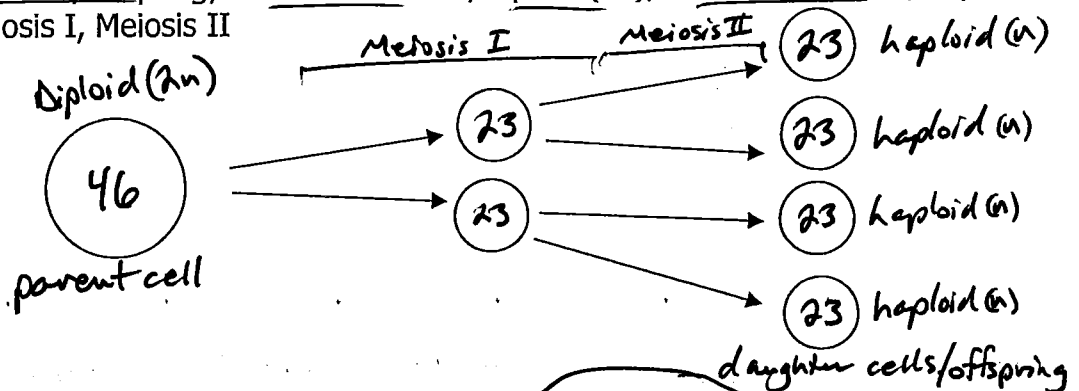 osis I, Meiosis II
Meiosis I
Meiosis II
23 haploid (n)
Diploid (2n)
23
23 haploid (n)
46
23
23 haploid (n)
parent cell
23 haploid (n)
daughter cells/offspring